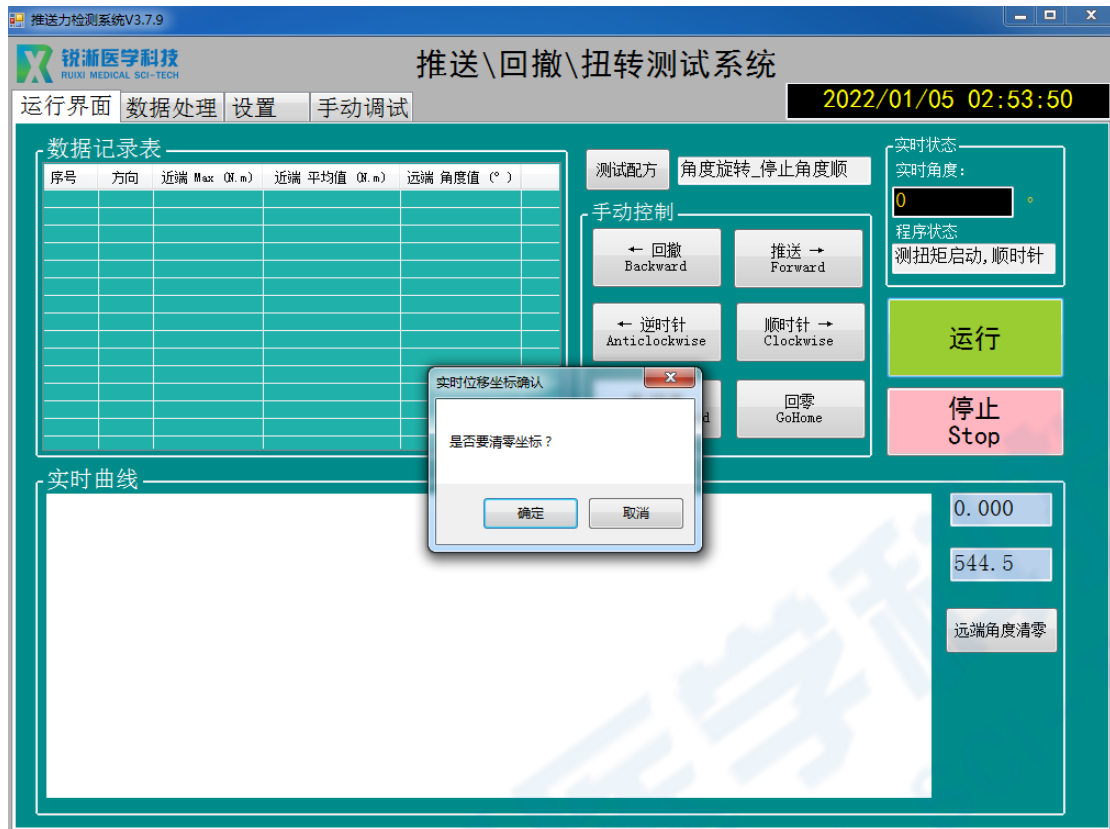 推送力检测系统V3.7.9
锐浙医学科技
RUIXI MEDICAL SCI-TECH
推送\回撤\扭转测试系统
运行界面 数据处理 设置 手动调试
2022/01/05 02:53:50
数据记录表
序号 方向 近端 Max (N.m) 近端 平均值 (N.m) 远端 角度值 (°)
测试配方 角度旋转_停止角度顺
手动控制
← 回撤
Backward
推送 →
Forward
← 逆时针
Anticlockwise
顺时针 →
Clockwise
回零
GoHome
实时状态
实时角度:
0 °
程序状态
测扭矩启动,顺时针
运行
停止
Stop
实时位移坐标确认
是否要清零坐标?
确定 取消
实时曲线
0.000
544.5
远端角度清零